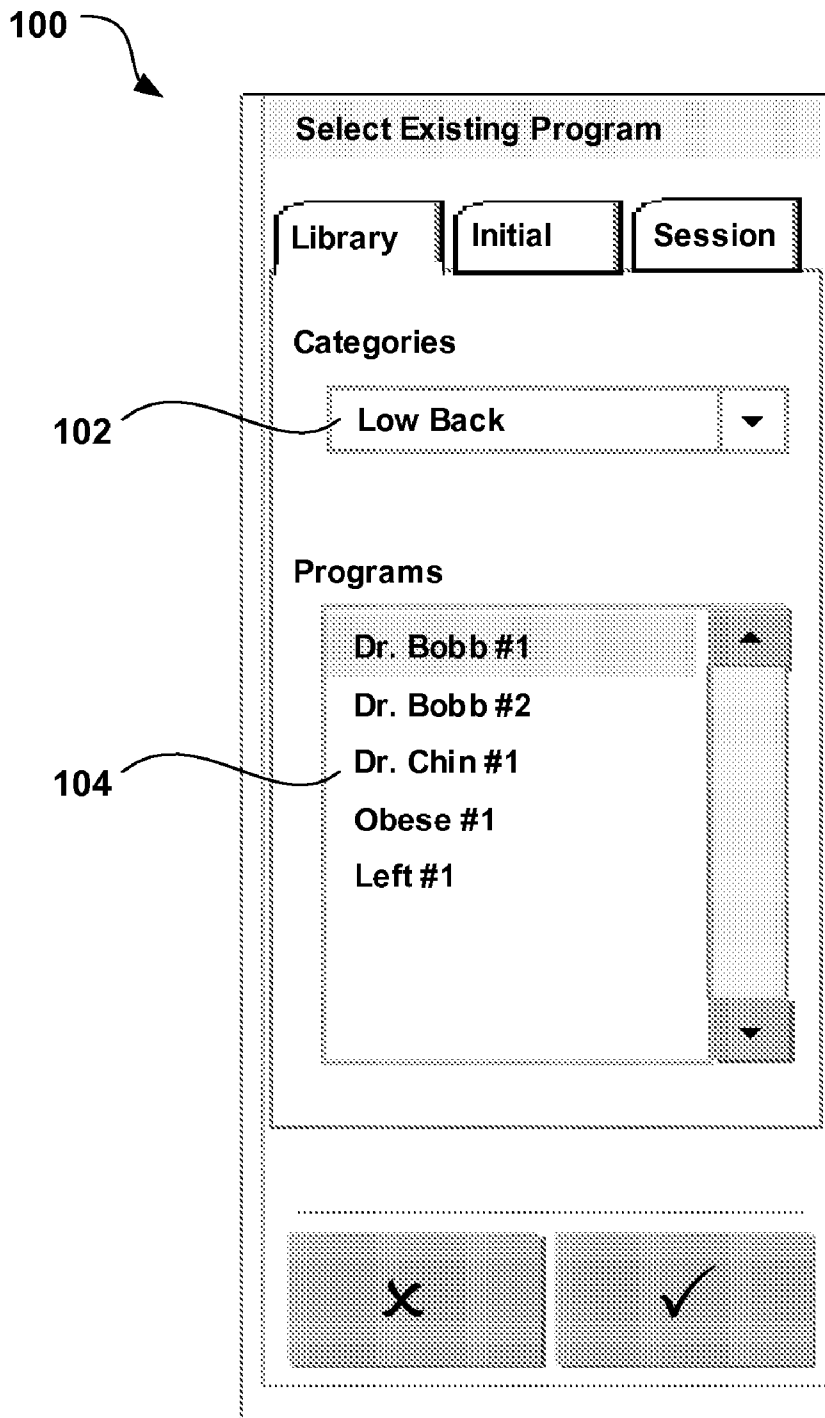 100
Select Existing Program
Library Initial Session
Categories
102 Low Back
Programs
Dr. Bobb #1
Dr. Bobb #2
104 Dr. Chin #1
Obese #1
Left #1